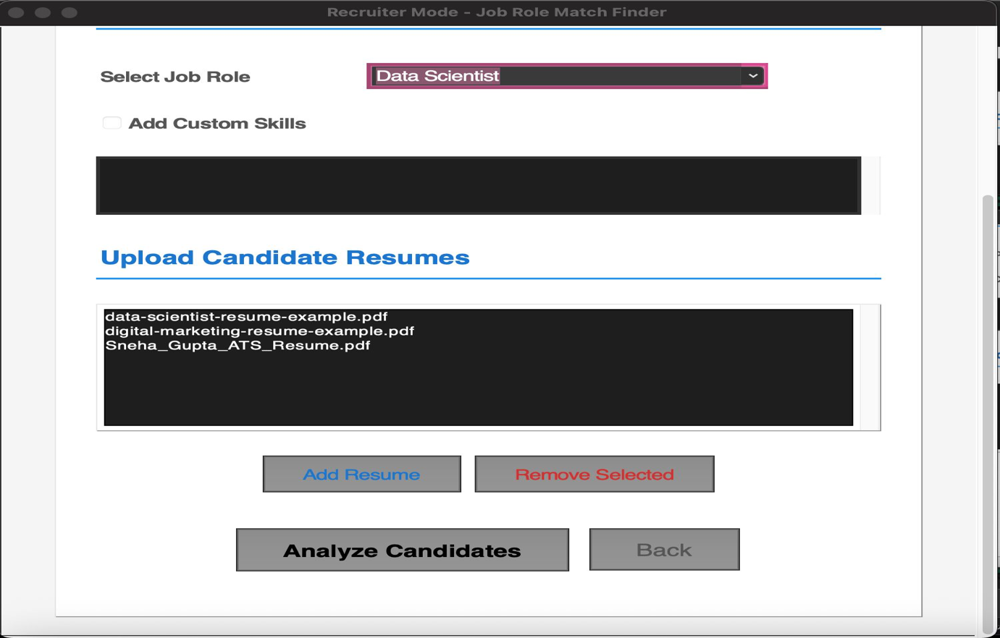 Recruiter Mode - Job Role Match Finder
Select Job Role
Data Scientist
Add Custom Skills
Upload Candidate Resumes
data-scientist-resume-example.pdf
digital-marketing-resume-example.pdf
Sneha_Gupta_ATS_Resume.pdf
Add Resume
Remove Selected
Analyze Candidates
Back